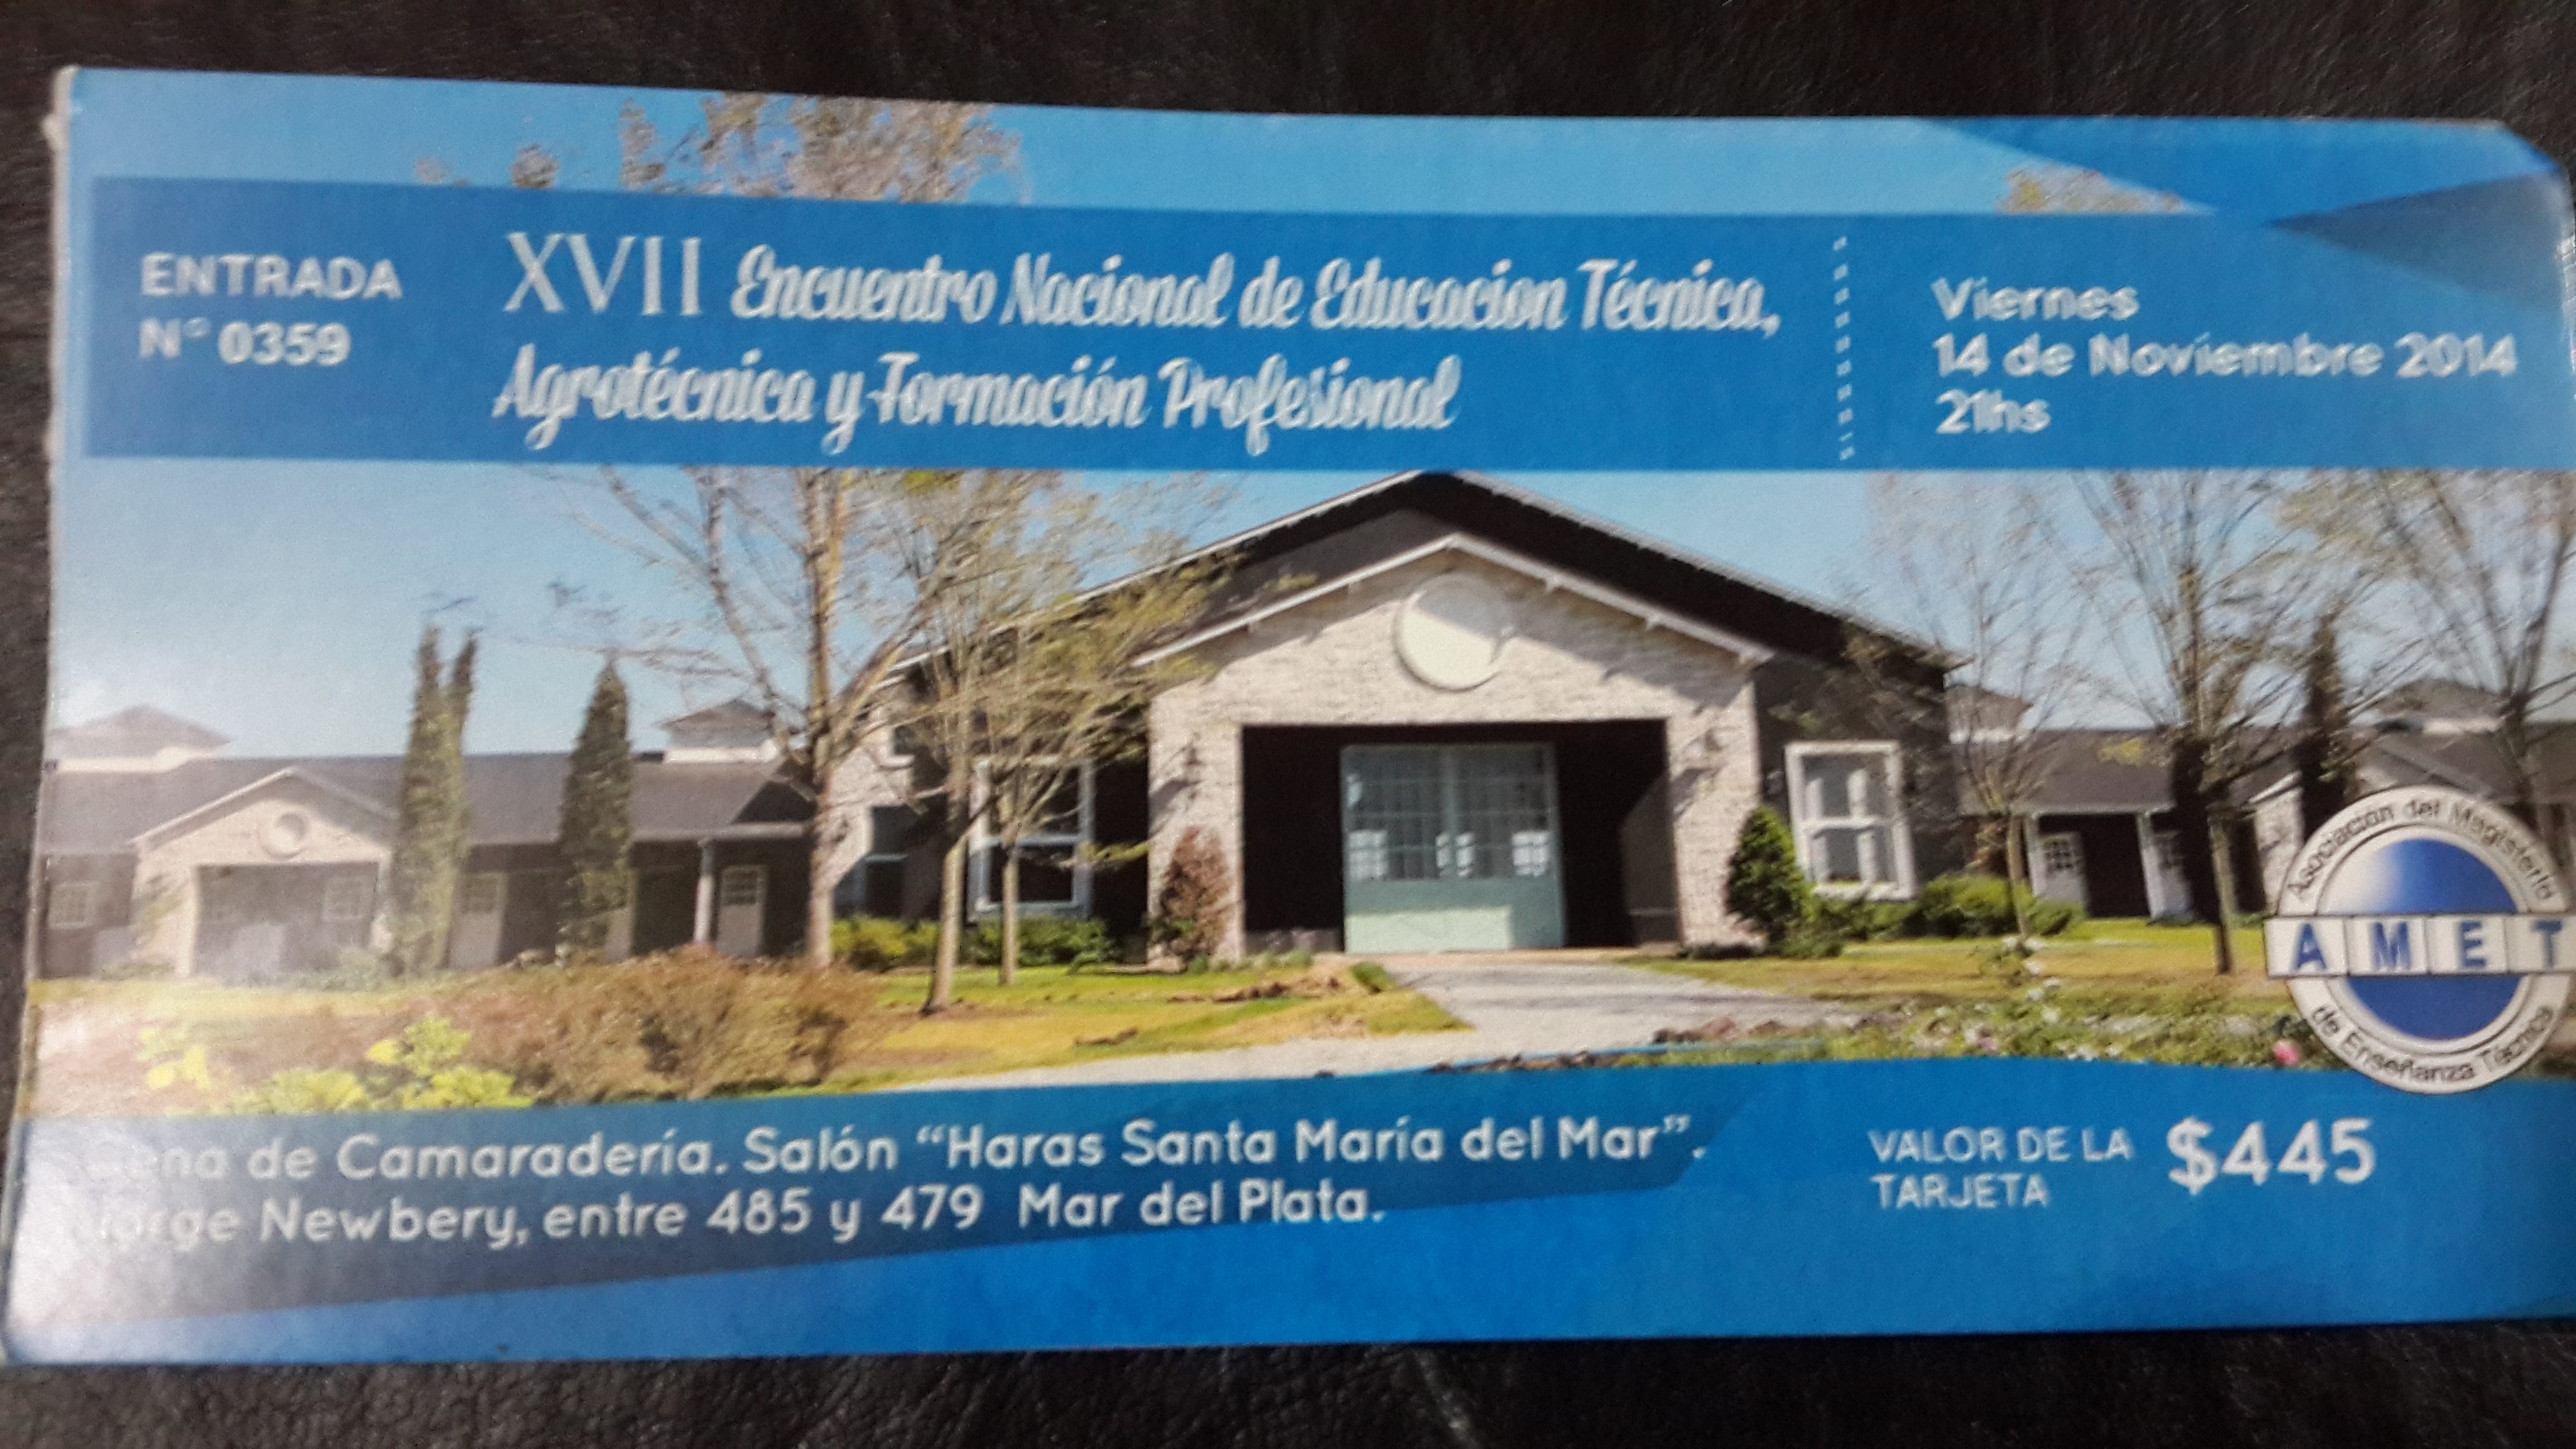 ENTRADA
N° 0359
XVII Encuentro Nacional de Educacion Técnica,
Agrotécnica y Formación Profesional
Viernes
14 de Noviembre 2014
21hs
Asociación del Magisterio
AMET
de Enseñanza Técnica
Cena de Camaradería. Salón “Haras Santa María del Mar”.
Jorge Newbery, entre 485 y 479 Mar del Plata.
VALOR DE LA
TARJETA
$445